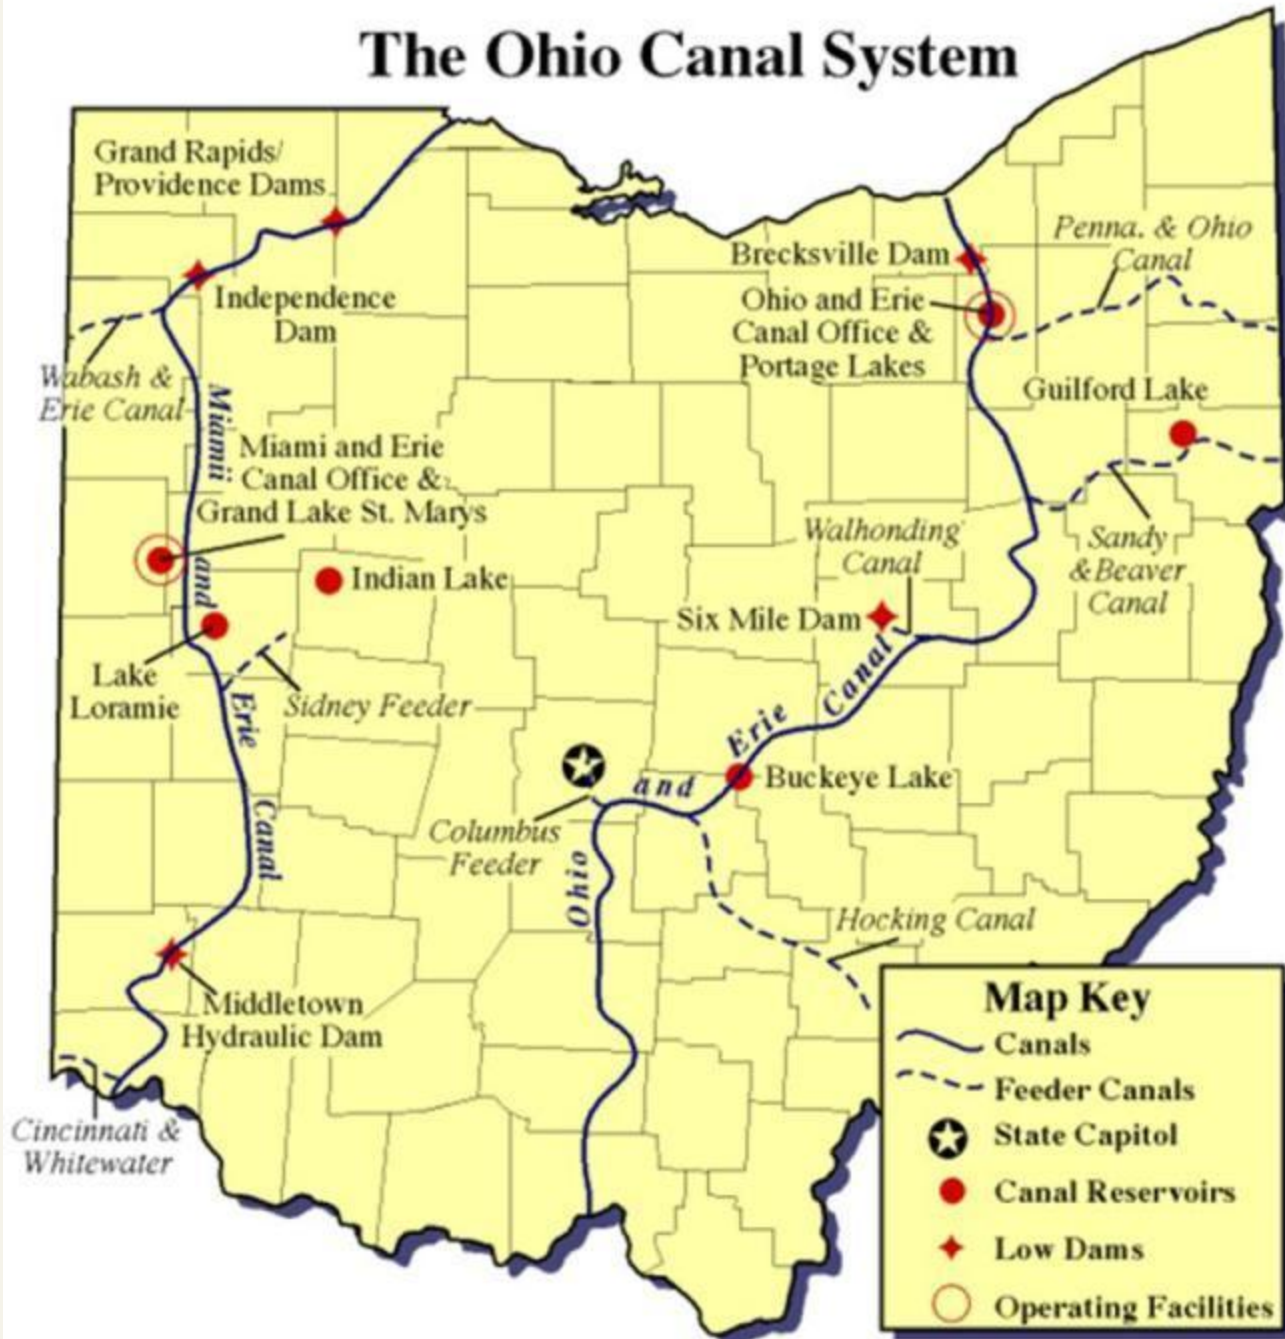 The Ohio Canal System
Grand Rapids/
Providence Dams
Independence
Dam
Wabash &
Erie Canal
Miamii
and
Erie
Canal
Miami and Erie
Canal Office &
Grand Lake St. Marys
Indian Lake
Lake
Loramie
Sidney Feeder
Middletown
Hydraulic Dam
Cincinnati &
Whitewater
Brecksville Dam
Ohio and Erie
Canal Office &
Portage Lakes
Penna. & Ohio
Canal
Guilford Lake
Sandy
&Beaver
Canal
Walhonding
Canal
Six Mile Dam
Ohio
and
Erie
Canal
Buckeye Lake
Columbus
Feeder
Hocking Canal
Map Key
Canals
Feeder Canals
State Capitol
Canal Reservoirs
Low Dams
Operating Facilities